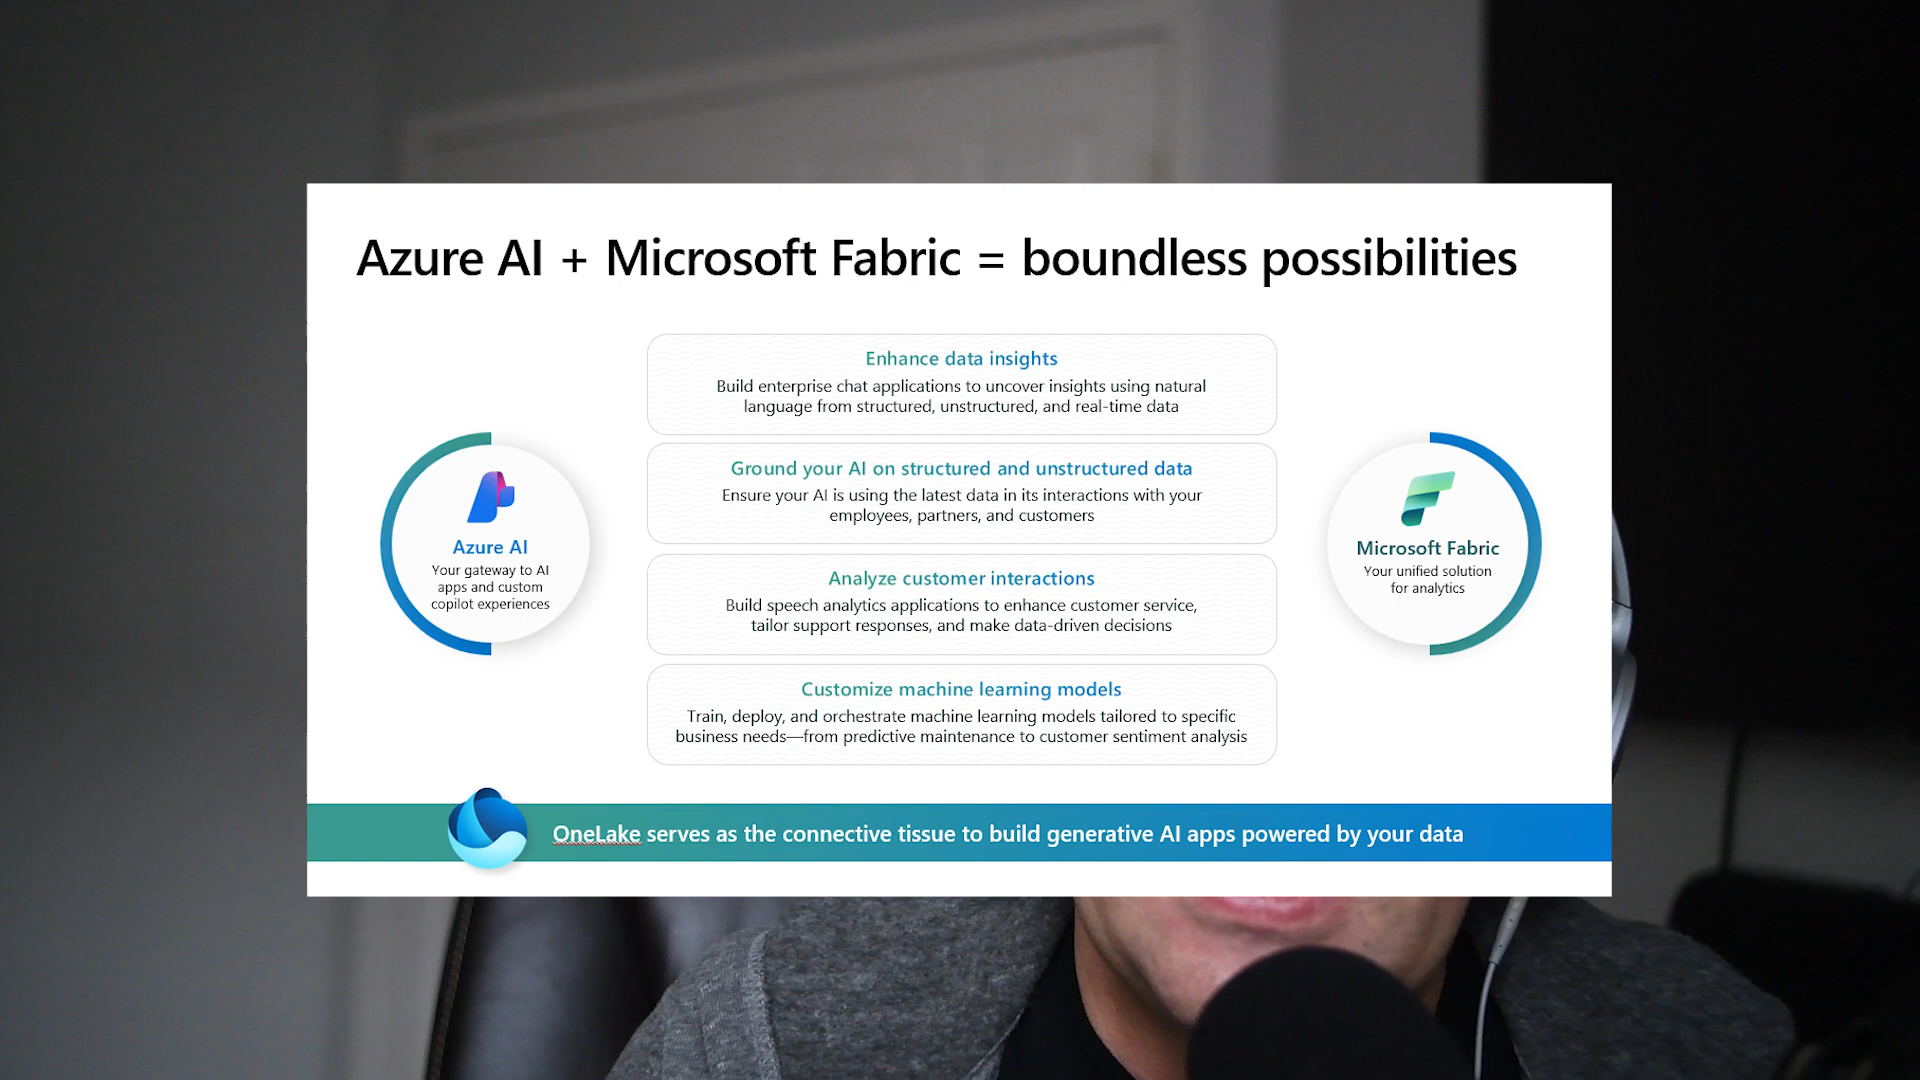 Azure AI + Microsoft Fabric = boundless possibilities
Enhance data insights
Build enterprise chat applications to uncover insights using natural
language from structured, unstructured, and real-time data
Ground your AI on structured and unstructured data
Ensure your AI is using the latest data in its interactions with your
employees, partners, and customers
Analyze customer interactions
Build speech analytics applications to enhance customer service,
tailor support responses, and make data-driven decisions
Customize machine learning models
Train, deploy, and orchestrate machine learning models tailored to specific
business needs—from predictive maintenance to customer sentiment analysis
Azure AI
Your gateway to AI
apps and custom
copilot experiences
Microsoft Fabric
Your unified solution
for analytics
OneLake serves as the connective tissue to build generative AI apps powered by your data